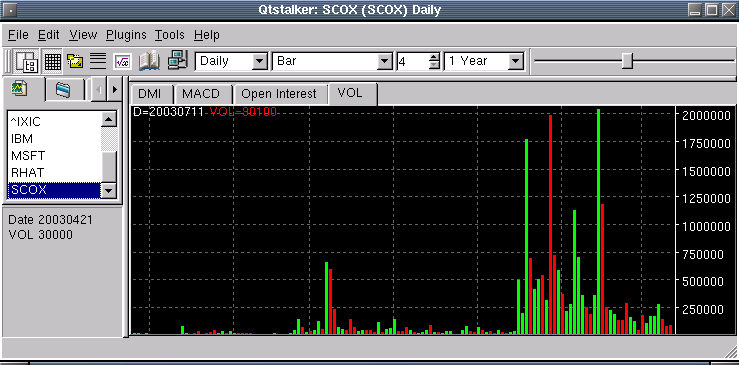 Qtstalker: SCOX (SCOX) Daily
File Edit View Plugins Tools Help
Daily Bar 4 1 Year
DMI MACD Open Interest VOL
^IXIC
IBM
MSFT
RHAT
SCOX
Date 20030421
VOL 30000
D=20030711 VOL=90100
2000000
1750000
1500000
1250000
1000000
750000
500000
250000